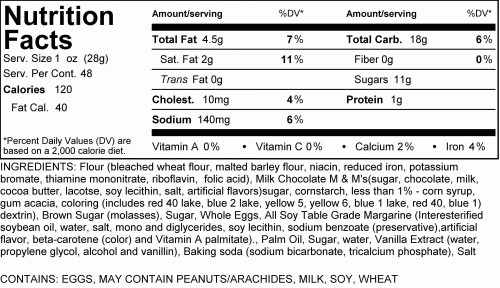 Nutrition Facts
Serv. Size 1 oz (28g)
Serv. Per Cont. 48
Calories 120
Fat Cal. 40
*Percent Daily Values (DV) are
based on a 2,000 calorie diet.
Amount/serving %DV*
Total Fat 4.5g 7%
Sat. Fat 2g 11%
Trans Fat 0g
Cholest. 10mg 4%
Sodium 140mg 6%
Amount/serving %DV*
Total Carb. 18g 6%
Fiber 0g 0%
Sugars 11g
Protein 1g
Vitamin A 0% • Vitamin C 0% • Calcium 2% • Iron 4%
INGREDIENTS: Flour (bleached wheat flour, malted barley flour, niacin, reduced iron, potassium
bromate, thiamine mononitrate, riboflavin, folic acid), Milk Chocolate M & M's(sugar, chocolate, milk,
cocoa butter, lacotse, soy lecithin, salt, artificial flavors)sugar, cornstarch, less than 1% - corn syrup,
gum acacia, coloring (includes red 40 lake, blue 2 lake, yellow 5, yellow 6, blue 1 lake, red 40, blue 1)
dextrin), Brown Sugar (molasses), Sugar, Whole Eggs, All Soy Table Grade Margarine (Interesterified
soybean oil, water, salt, mono and diglycerides, soy lecithin, sodium benzoate (preservative),artificial
flavor, beta-carotene (color) and Vitamin A palmitate)., Palm Oil, Sugar, water, Vanilla Extract (water,
propylene glycol, alcohol and vanillin), Baking soda (sodium bicarbonate, tricalcium phosphate), Salt
CONTAINS: EGGS, MAY CONTAIN PEANUTS/ARACHIDES, MILK, SOY, WHEAT